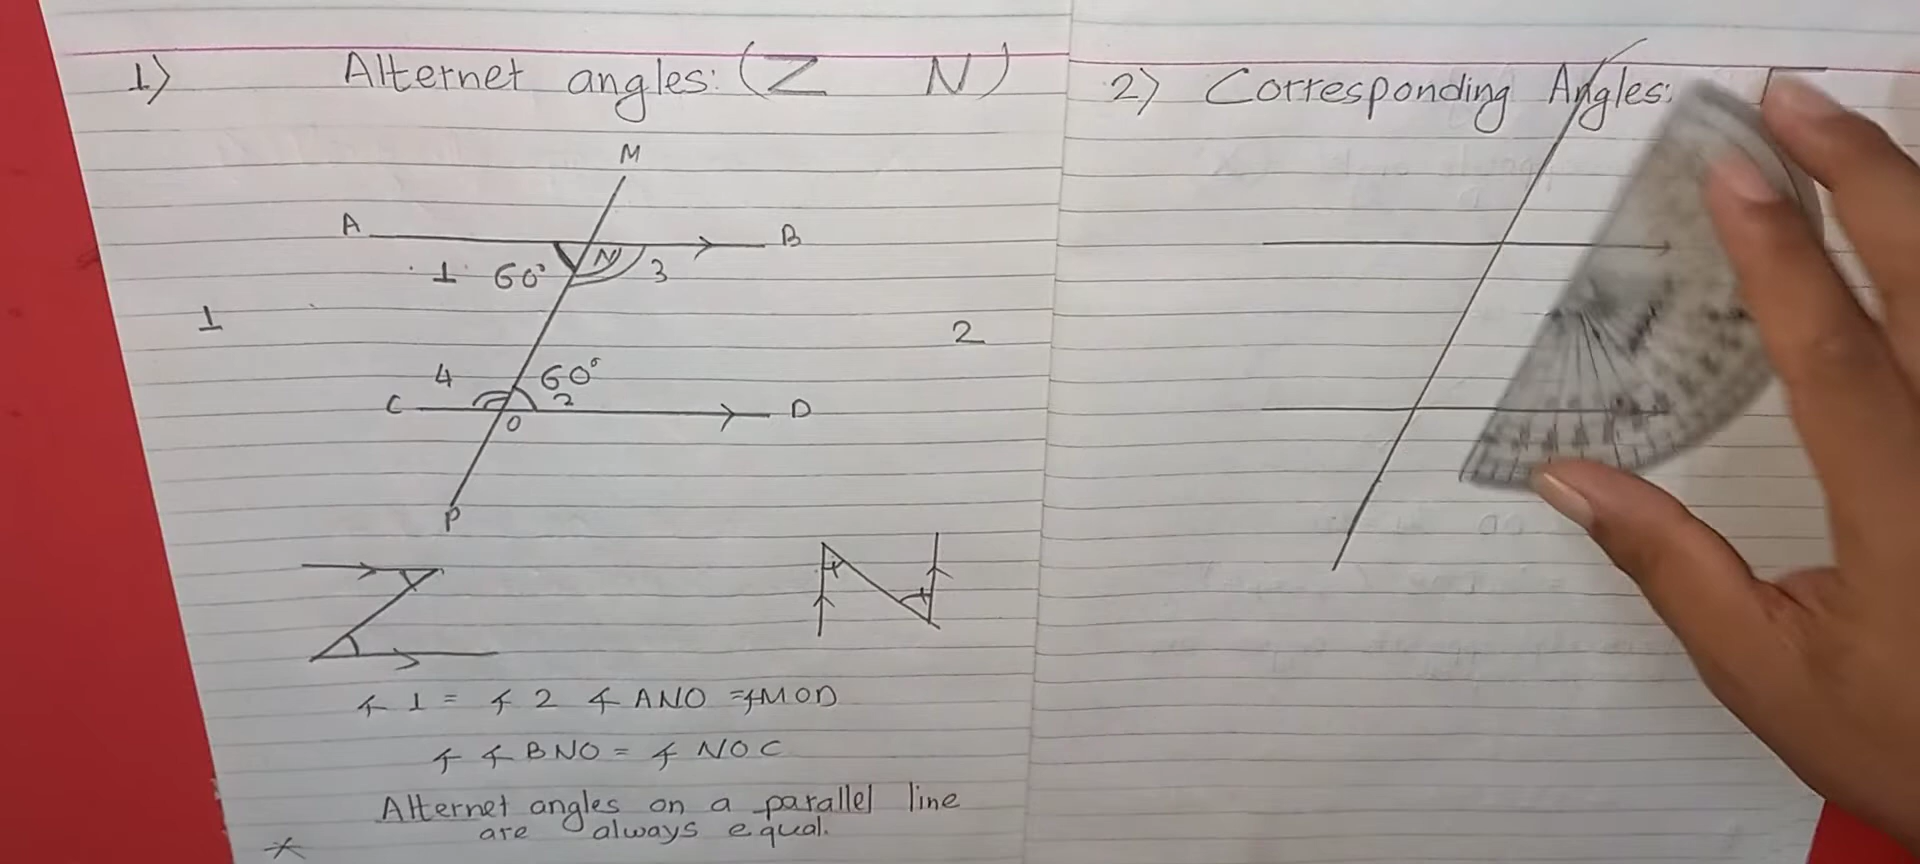 1) Alternet angles: (Z N)
M
A B
1 60° N 3
1 2
4 60°
C 2 D
O
P
∡ 1 = ∡ 2 ∡ ANO = ∡MOD
∡ ∡ BNO = ∡ NOC
Alternet angles on a parallel line
are always equal.
*
2) Corresponding Angles: